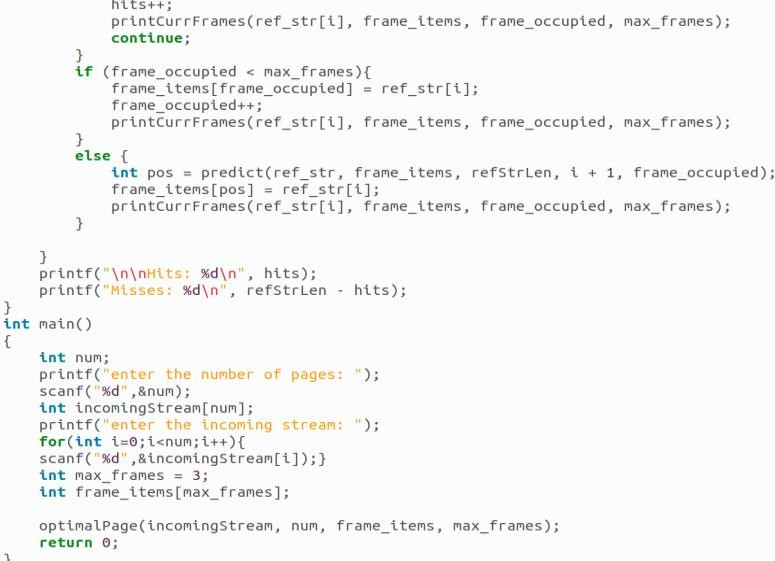 hits++;
            printCurrFrames(ref_str[i], frame_items, frame_occupied, max_frames);
            continue;
        }
        if (frame_occupied < max_frames){
            frame_items[frame_occupied] = ref_str[i];
            frame_occupied++;
            printCurrFrames(ref_str[i], frame_items, frame_occupied, max_frames);
        }
        else {
            int pos = predict(ref_str, frame_items, refStrLen, i + 1, frame_occupied);
            frame_items[pos] = ref_str[i];
            printCurrFrames(ref_str[i], frame_items, frame_occupied, max_frames);
        }

    }
    printf("\n\nHits: %d\n", hits);
    printf("Misses: %d\n", refStrLen - hits);
}
int main()
{
    int num;
    printf("enter the number of pages: ");
    scanf("%d",&num);
    int incomingStream[num];
    printf("enter the incoming stream: ");
    for(int i=0;i<num;i++){
    scanf("%d",&incomingStream[i]);}
    int max_frames = 3;
    int frame_items[max_frames];

    optimalPage(incomingStream, num, frame_items, max_frames);
    return 0;
}